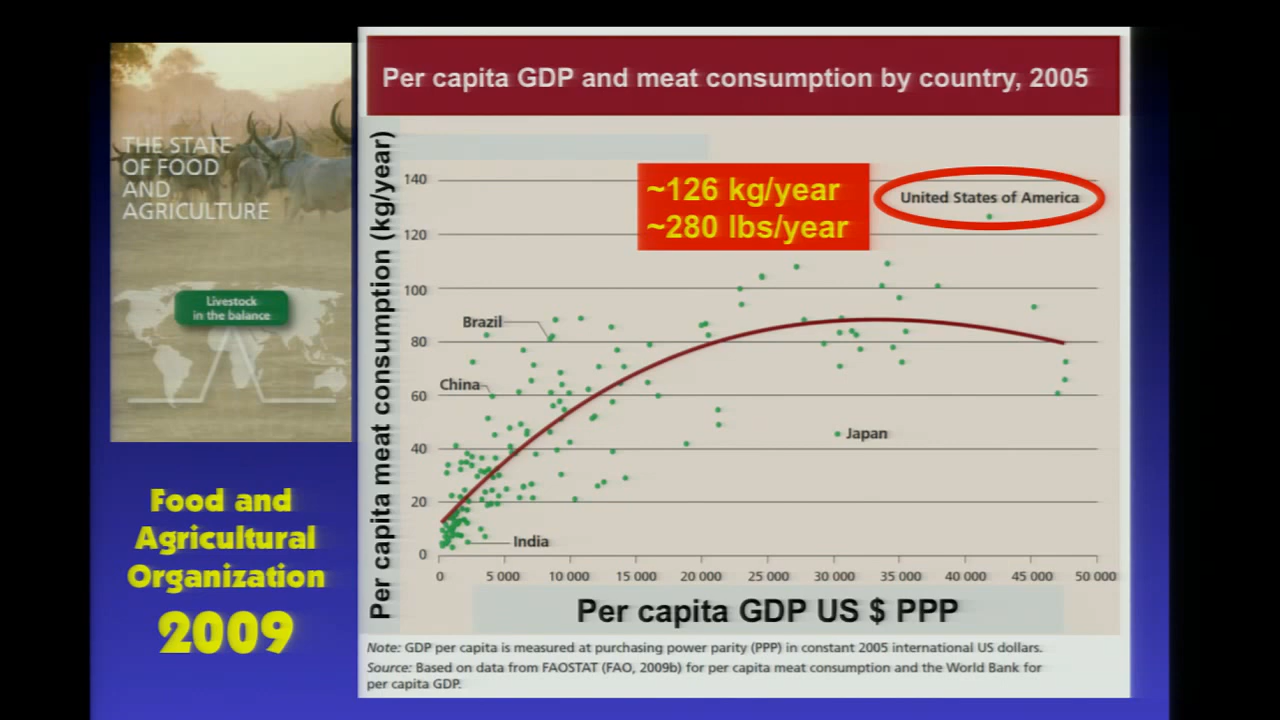 THE STATE
OF FOOD
AND
AGRICULTURE
Livestock
in the balance
Food and
Agricultural
Organization
2009
Per capita GDP and meat consumption by country, 2005
Per capita meat consumption (kg/year)
140
120
100
80
60
40
20
0
~126 kg/year
~280 lbs/year
United States of America
Brazil
China
Japan
India
0 5 000 10 000 15 000 20 000 25 000 30 000 35 000 40 000 45 000 50 000
Per capita GDP US $ PPP
Note: GDP per capita is measured at purchasing power parity (PPP) in constant 2005 international US dollars.
Source: Based on data from FAOSTAT (FAO, 2009b) for per capita meat consumption and the World Bank for
per capita GDP.